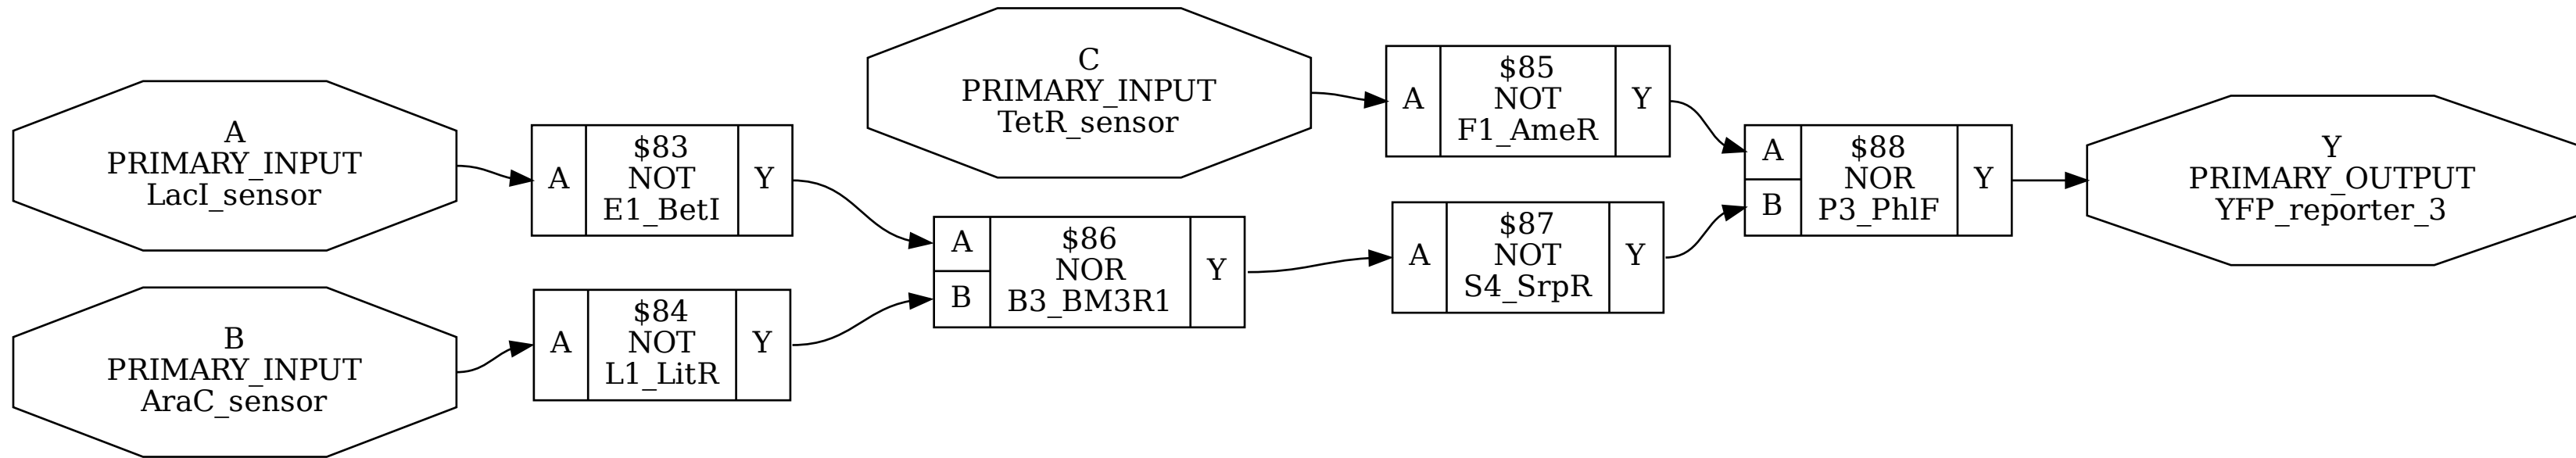 A
PRIMARY_INPUT
LacI_sensor
B
PRIMARY_INPUT
AraC_sensor
A
$83
NOT
E1_BetI
Y
A
$84
NOT
L1_LitR
Y
C
PRIMARY_INPUT
TetR_sensor
A
B
$86
NOR
B3_BM3R1
Y
A
$85
NOT
F1_AmeR
Y
A
$87
NOT
S4_SrpR
Y
A
B
$88
NOR
P3_PhlF
Y
Y
PRIMARY_OUTPUT
YFP_reporter_3